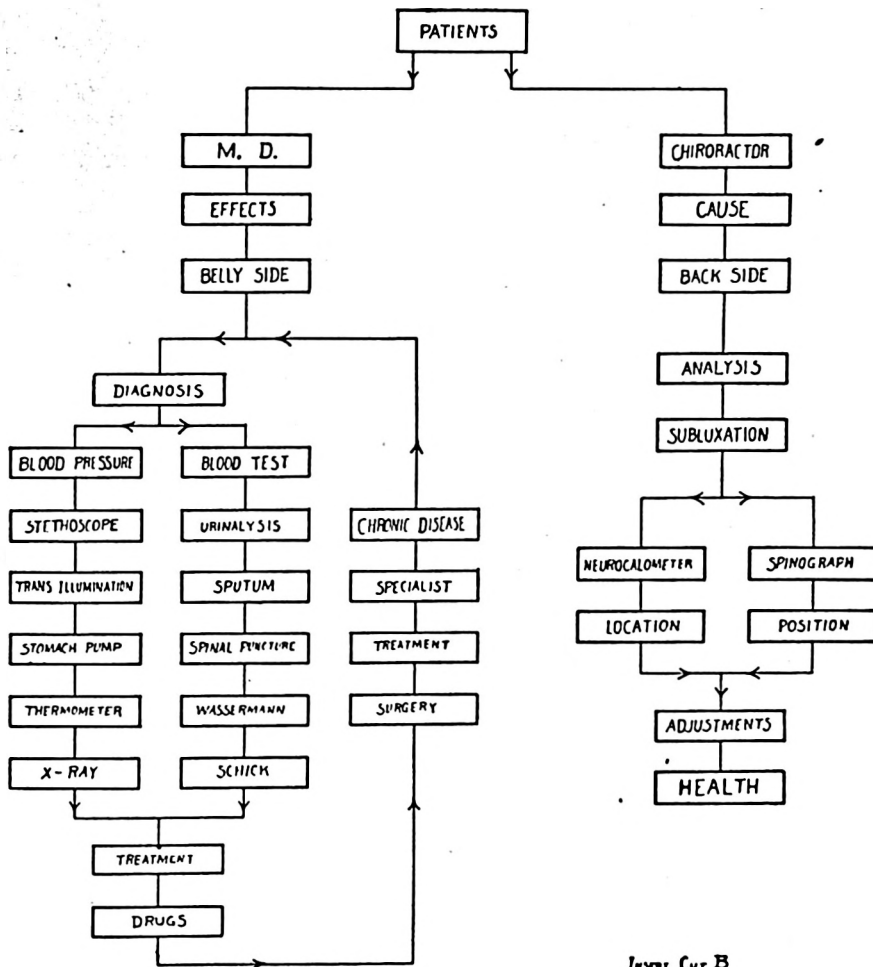 PATIENTS
M. D.
CHIRORACTOR
EFFECTS
CAUSE
BELLY SIDE
BACK SIDE
ANALYSIS
DIAGNOSIS
SUBLUXATION
BLOOD PRESSURE
BLOOD TEST
STETHOSCOPE
URINALYSIS
CHRONIC DISEASE
NEUROCALOMETER
SPINOGRAPH
TRANS ILLUMINATION
SPUTUM
SPECIALIST
LOCATION
POSITION
STOMACH PUMP
SPINAL PUNCTURE
TREATMENT
THERMOMETER
WASSERMANN
SURGERY
ADJUSTMENTS
X-RAY
SCHICK
HEALTH
TREATMENT
DRUGS
CUT B